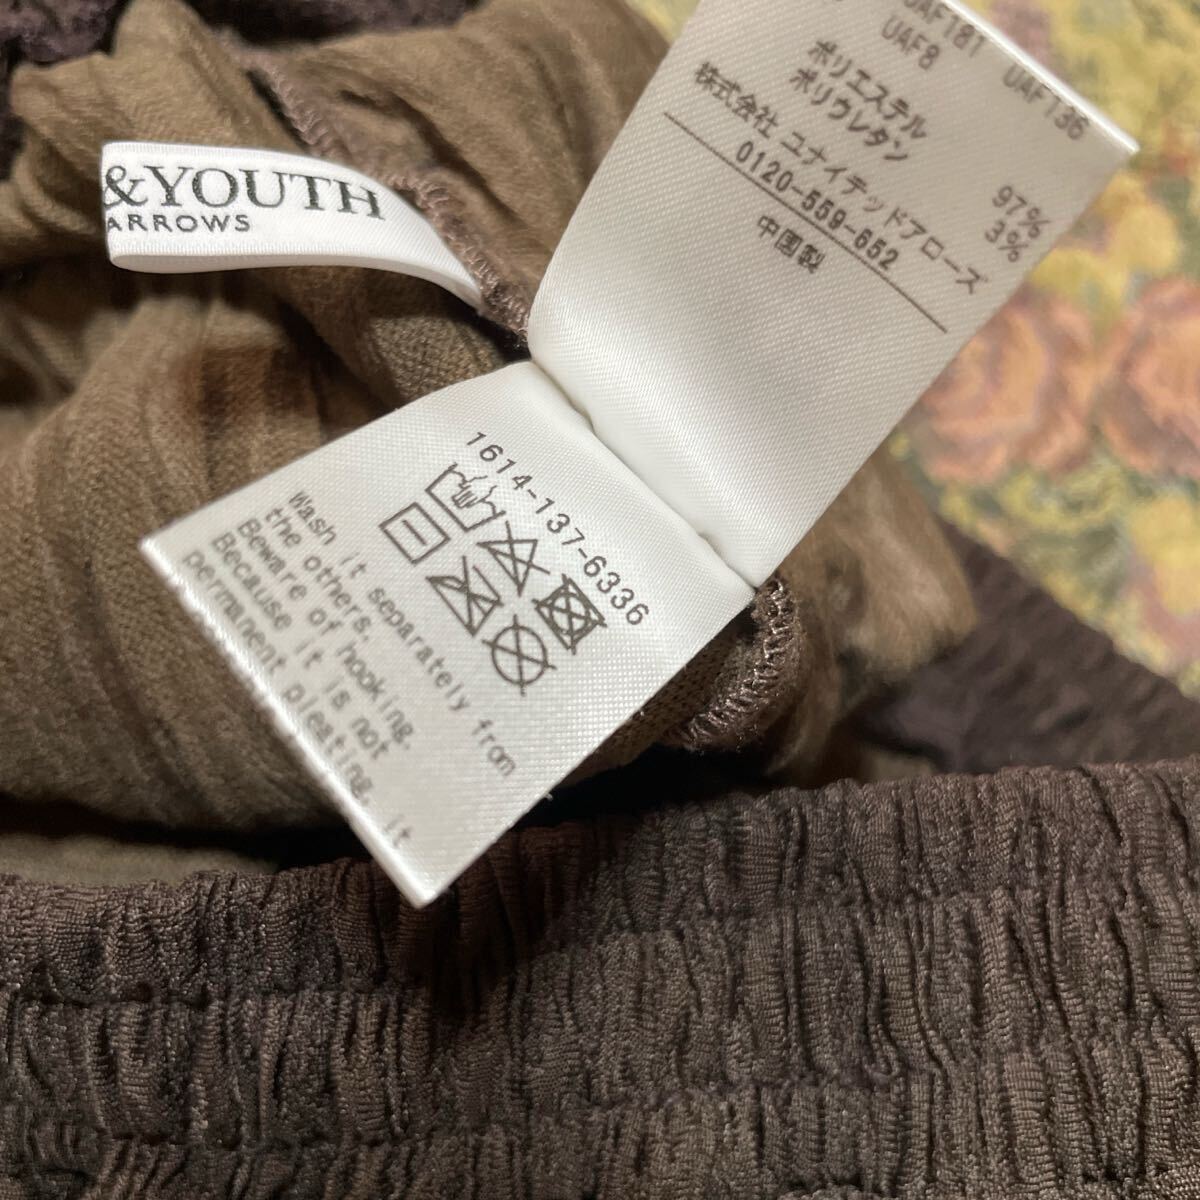 &YOUTH
ARROWS
UAF181
UAF8 UAF136
ポリエステル 97%
ポリウレタン 3%
株式会社 ユナイテッドアローズ
0120-559-652
中国製
1614-137-6336
Wash it separately from
the others.
Beware of hooking.
Because it is not
permanent pleating, it